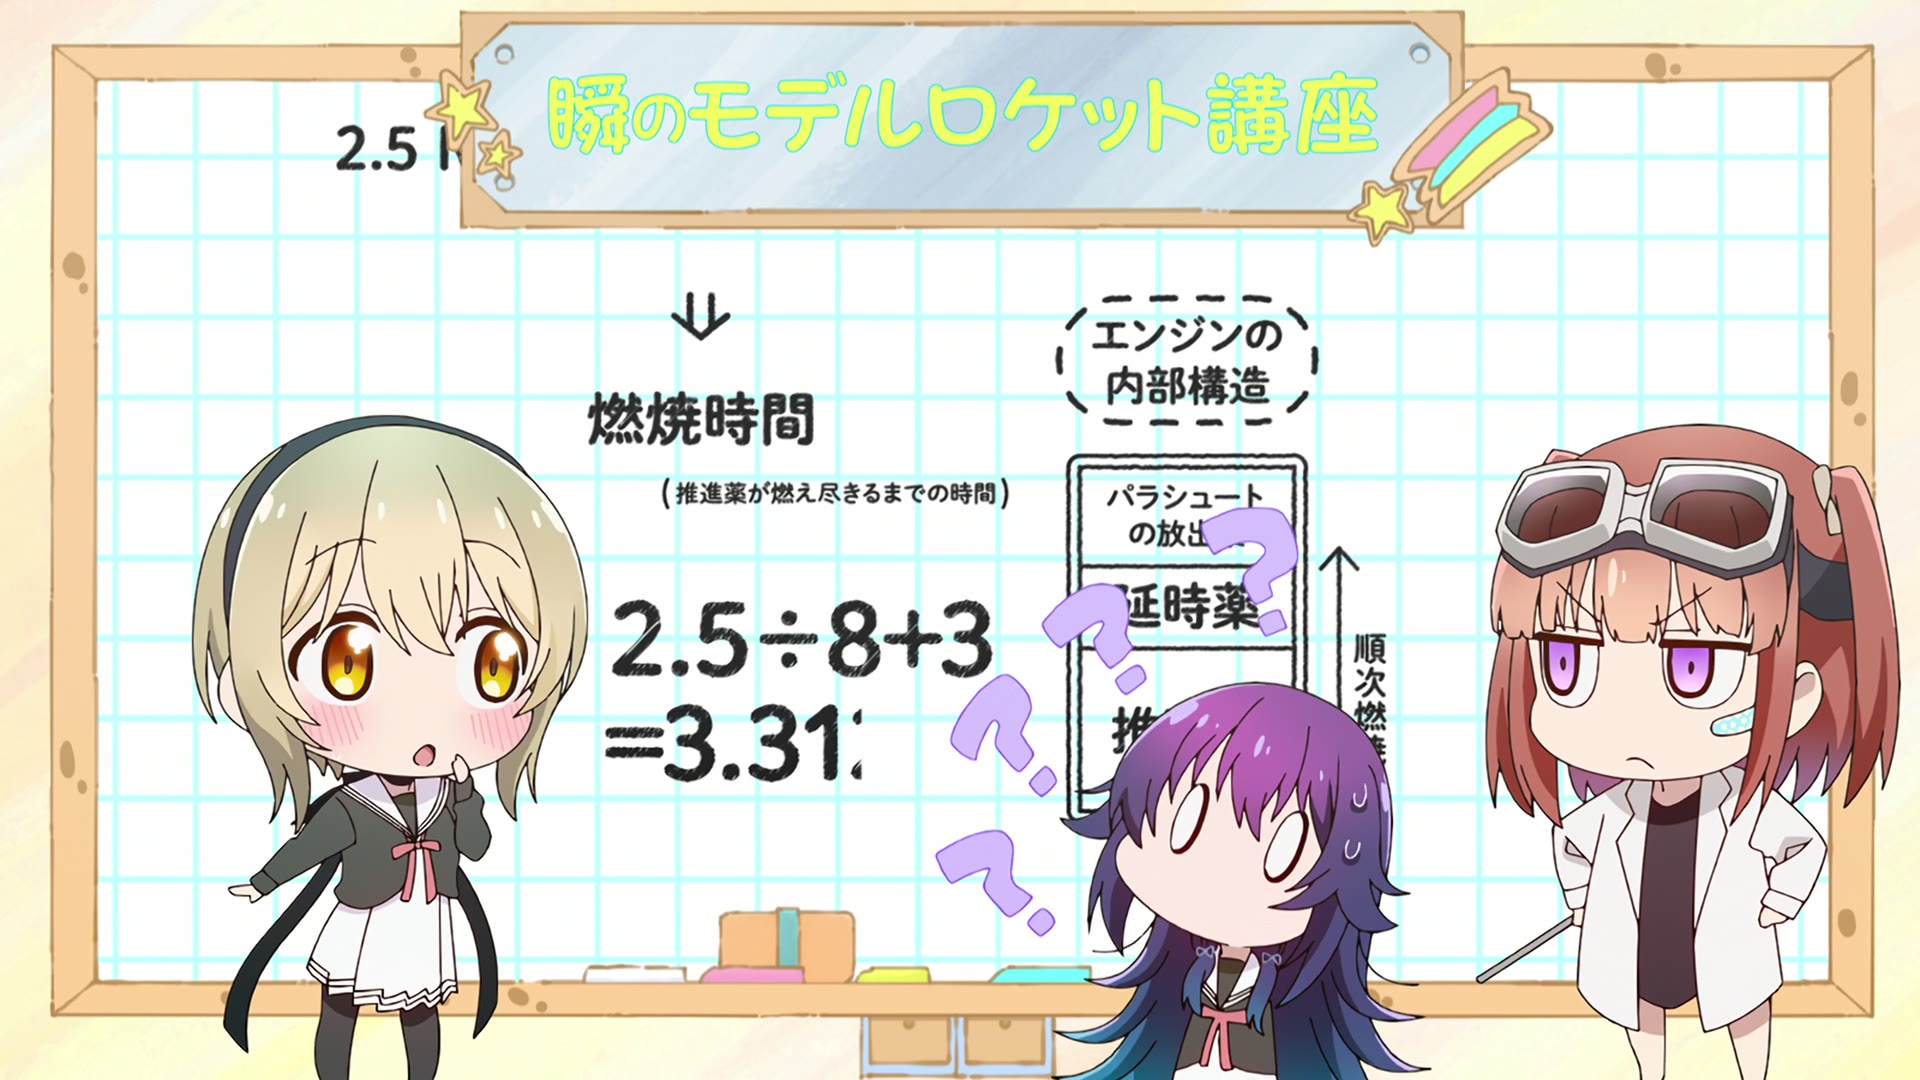 瞬のモデルロケット講座
2.5
燃焼時間
(推進薬が燃え尽きるまでの時間)
2.5÷8+3
=3.31
エンジンの
内部構造
パラシュート
の放出
延時薬
推
順次燃焼